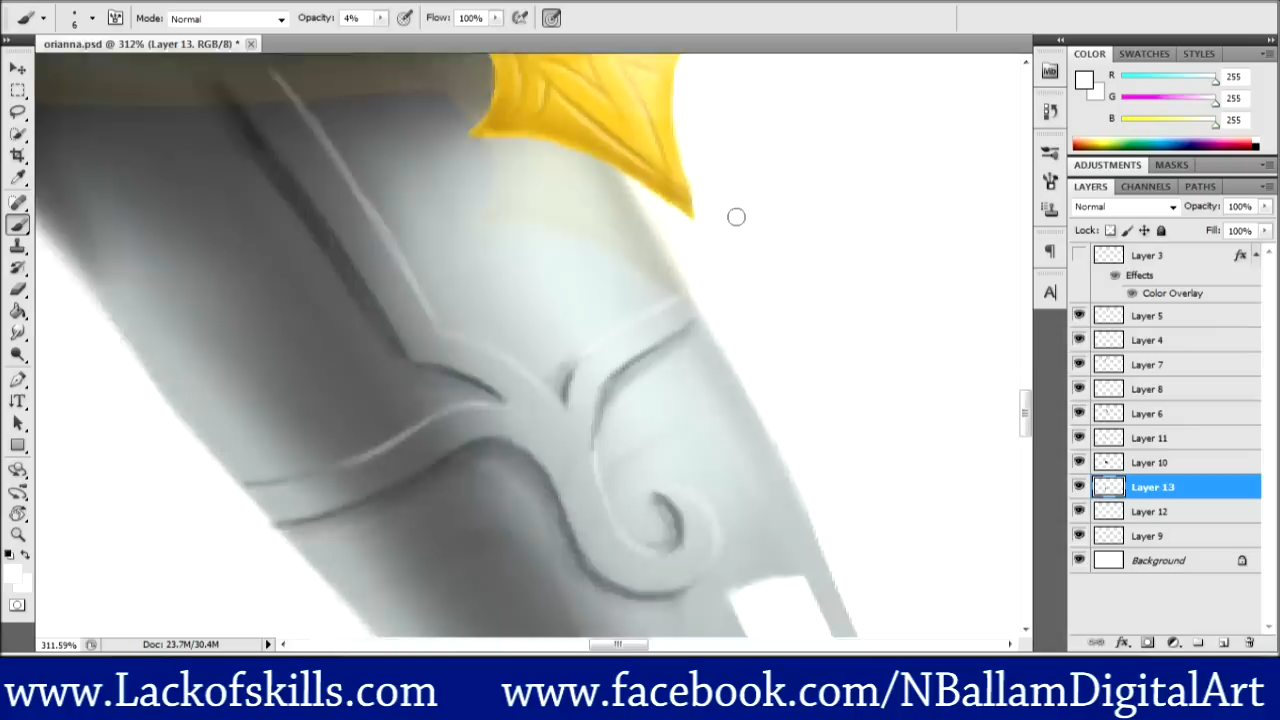 6 Mode: Normal Opacity: 4% Flow: 100%
orianna.psd @ 312% (Layer 13, RGB/8) *
COLOR SWATCHES STYLES
R 255
G 255
B 255
ADJUSTMENTS MASKS
LAYERS CHANNELS PATHS
Normal Opacity: 100%
Lock: Fill: 100%
Layer 3 fx
Effects
Color Overlay
Layer 5
Layer 4
Layer 7
Layer 8
Layer 6
Layer 11
Layer 10
Layer 13
Layer 12
Layer 9
Background
311.59% Doc: 23.7M/30.4M
www.Lackofskills.com www.facebook.com/NBallamDigitalArt